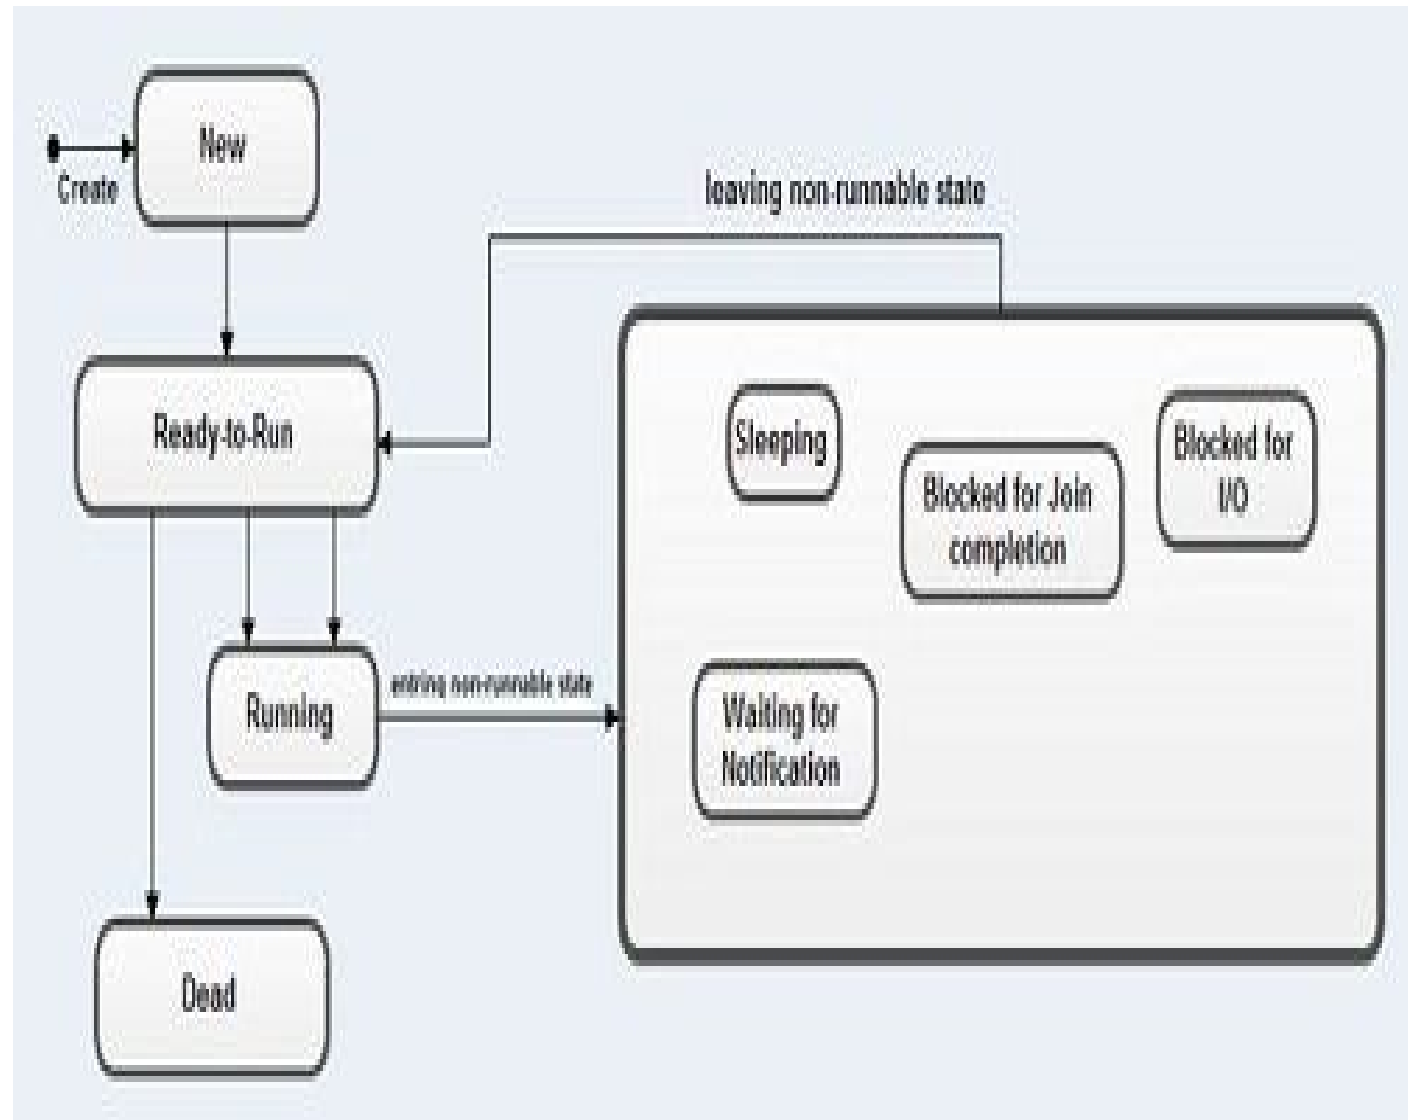 New
Create
leaving non-runnable state
Ready-to-Run
Sleeping
Blocked for Join
completion
Blocked for
I/O
Running
entring non-runnable state
Waiting for
Notification
Dead